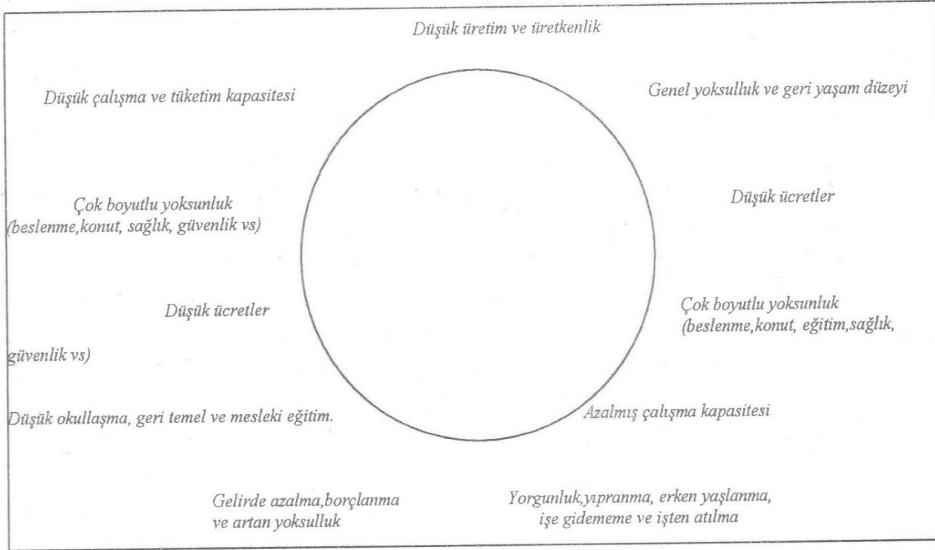 Düşük üretim ve üretkenlik
Düşük çalışma ve tüketim kapasitesi
Genel yoksulluk ve geri yaşam düzeyi
Çok boyutlu yoksunluk
(beslenme,konut, sağlık, güvenlik vs)
Düşük ücretler
Düşük ücretler
Çok boyutlu yoksunluk
(beslenme,konut, eğitim,sağlık,
güvenlik vs)
Düşük okullaşma, geri temel ve mesleki eğitim.
Azalmış çalışma kapasitesi
Gelirde azalma,borçlanma
ve artan yoksulluk
Yorgunluk,yıpranma, erken yaşlanma,
işe gidememe ve işten atılma